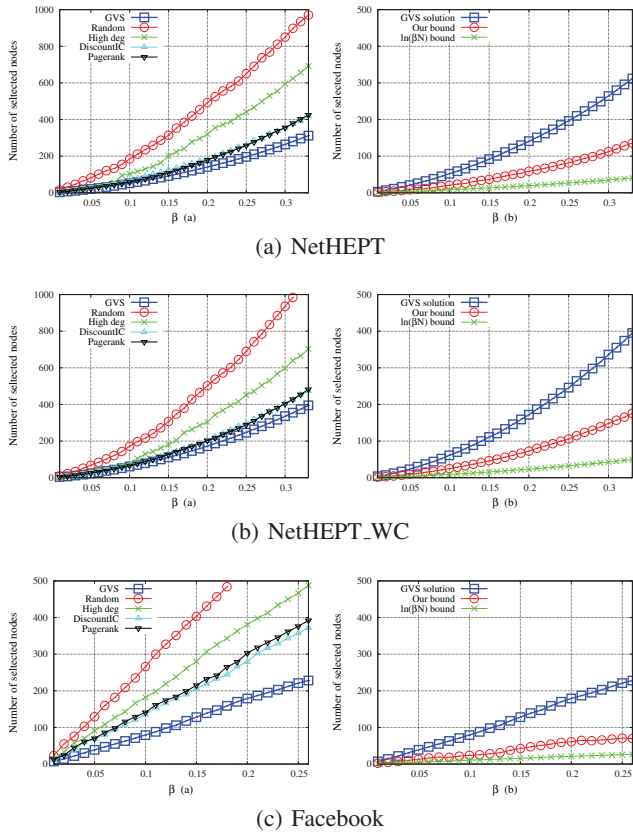 1000
800
600
400
200
0
Number of selected nodes
GVS
Random
High deg
DiscountIC
Pagerank
0.05 0.1 0.15 0.2 0.25 0.3
β (a)
500
400
300
200
100
0
Number of selected nodes
GVS solution
Our bound
ln(βN) bound
0.05 0.1 0.15 0.2 0.25 0.3
β (b)
(a) NetHEPT
1000
800
600
400
200
0
Number of seltected nodes
GVS
Random
High deg
DiscountIC
Pagerank
0.05 0.1 0.15 0.2 0.25 0.3
β (a)
500
400
300
200
100
0
Number of selected nodes
GVS solution
Our bound
ln(βN) bound
0.05 0.1 0.15 0.2 0.25 0.3
β (b)
(b) NetHEPT_WC
500
400
300
200
100
0
Number of seltected nodes
GVS
Random
High deg
DiscountIC
Pagerank
0.05 0.1 0.15 0.2 0.25
β (a)
500
400
300
200
100
0
Number of selected nodes
GVS solution
Our bound
ln(βN) bound
0.05 0.1 0.15 0.2 0.25
β (b)
(c) Facebook